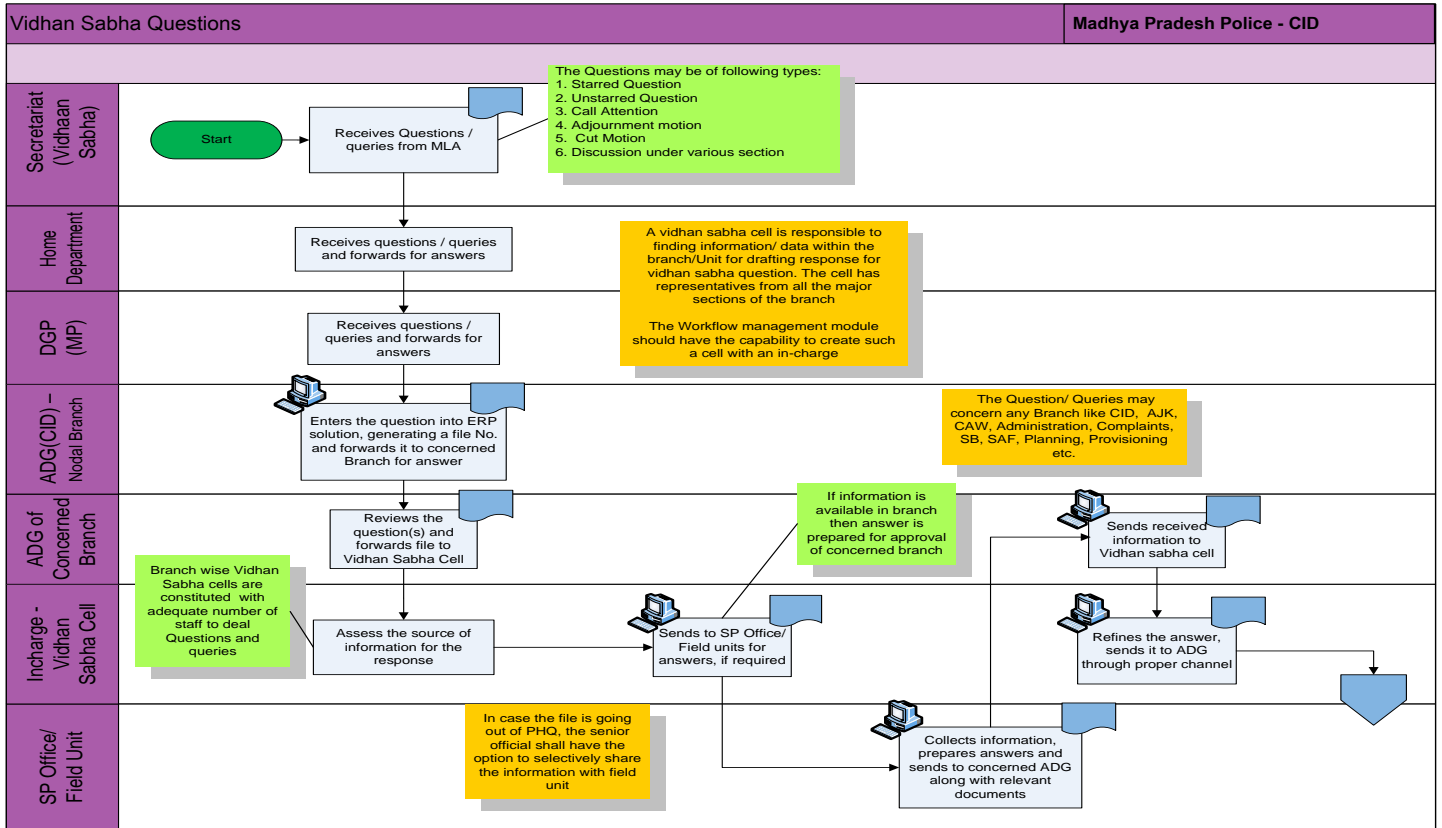 Vidhan Sabha Questions
Madhya Pradesh Police - CID
Secretariat
(Vidhaan
Sabha)
Start
Receives Questions /
queries from MLA
The Questions may be of following types:
1. Starred Question
2. Unstarred Question
3. Call Attention
4. Adjournment motion
5. Cut Motion
6. Discussion under various section
Home
Department
Receives questions / queries
and forwards for answers
A vidhan sabha cell is responsible to
finding information/ data within the
branch/Unit for drafting response for
vidhan sabha question. The cell has
representatives from all the major
sections of the branch
The Workflow management module
should have the capability to create such
a cell with an in-charge
DGP
(MP)
Receives questions /
queries and forwards for
answers
ADG(CID) –
Nodal Branch
Enters the question into ERP
solution, generating a file No.
and forwards it to concerned
Branch for answer
The Question/ Queries may
concern any Branch like CID, AJK,
CAW, Administration, Complaints,
SB, SAF, Planning, Provisioning
etc.
ADG of
Concerned
Branch
Reviews the
question(s) and
forwards file to
Vidhan Sabha Cell
If information is
available in branch
then answer is
prepared for approval
of concerned branch
Sends received
information to
Vidhan sabha cell
Incharge -
Vidhan
Sabha Cell
Branch wise Vidhan
Sabha cells are
constituted with
adequate number of
staff to deal
Questions and
queries
Assess the source of
information for the
response
Sends to SP Office/
Field units for
answers, if required
Refines the answer,
sends it to ADG
through proper channel
SP Office/
Field Unit
In case the file is going
out of PHQ, the senior
official shall have the
option to selectively share
the information with field
unit
Collects information,
prepares answers and
sends to concerned ADG
along with relevant
documents